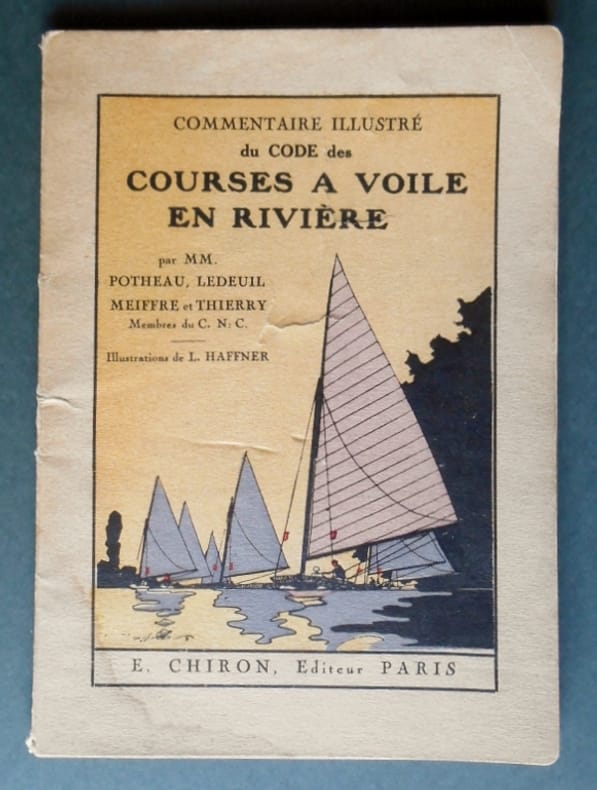 COMMENTAIRE ILLUSTRÉ
du CODE des
COURSES A VOILE
EN RIVIÈRE
par MM.
POTHEAU, LEDEUIL
MEIFFRE et THIERRY
Membres du C. N. C.
Illustrations de L. HAFFNER
E. CHIRON, Editeur PARIS